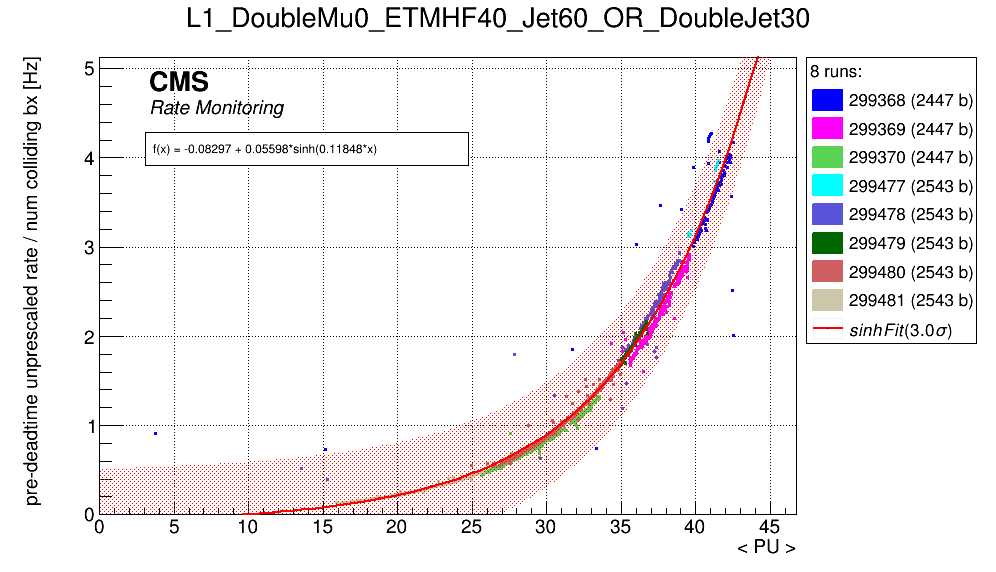 L1_DoubleMu0_ETMHF40_Jet60_OR_DoubleJet30
pre-deadtime unprescaled rate / num colliding bx [Hz]
5
4
3
2
1
0
CMS
Rate Monitoring
f(x) = -0.08297 + 0.05598*sinh(0.11848*x)
0 5 10 15 20 25 30 35 40 45
< PU >
8 runs:
299368 (2447 b)
299369 (2447 b)
299370 (2447 b)
299477 (2543 b)
299478 (2543 b)
299479 (2543 b)
299480 (2543 b)
299481 (2543 b)
sinhFit(3.0σ)